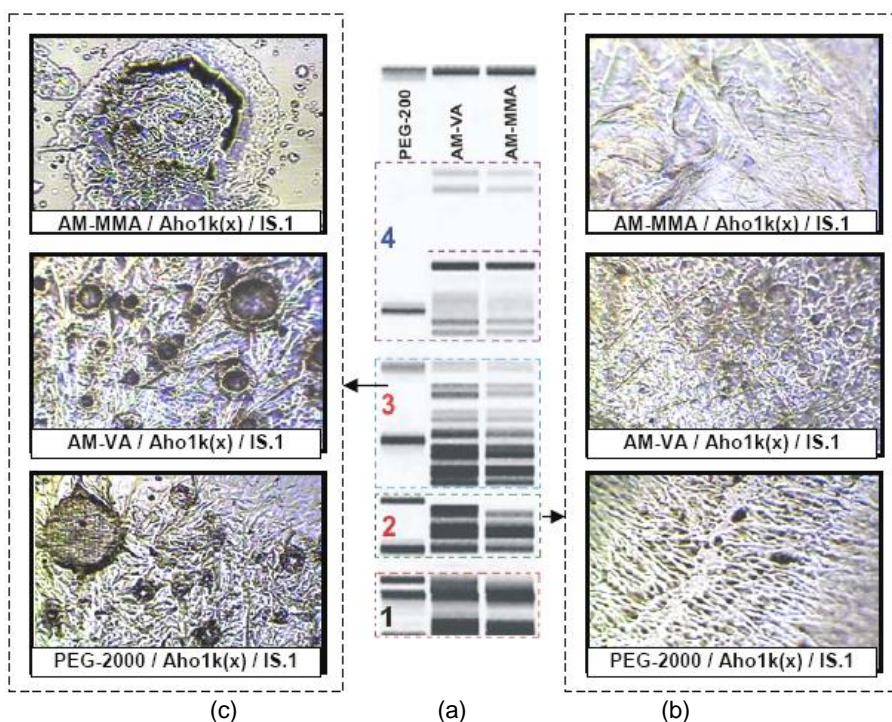 AM-MMA / Aho1k(x) / IS.1
AM-VA / Aho1k(x) / IS.1
PEG-2000 / Aho1k(x) / IS.1
(c)
PEG-200
AM-VA
AM-MMA
4
3
2
1
(a)
AM-MMA / Aho1k(x) / IS.1
AM-VA / Aho1k(x) / IS.1
PEG-2000 / Aho1k(x) / IS.1
(b)